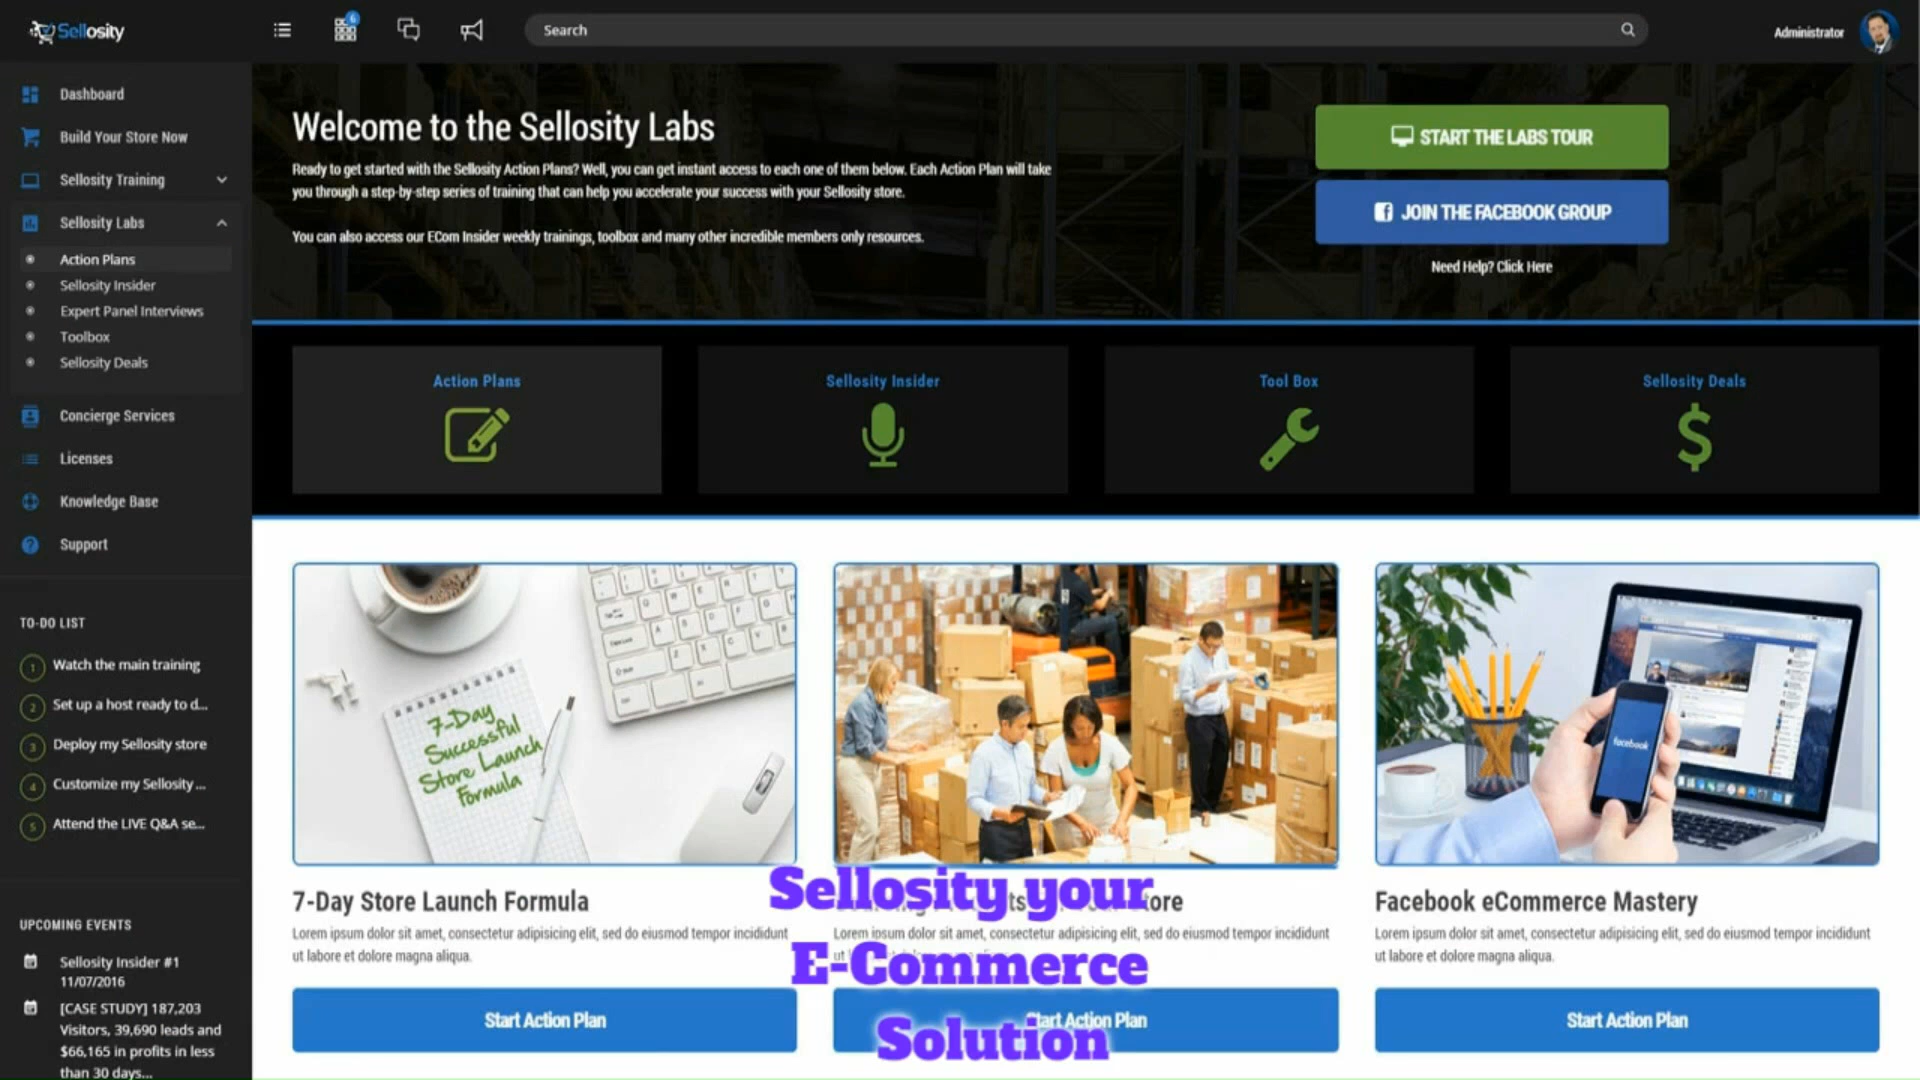 Sellosity
6
Search
Administrator
Dashboard
Build Your Store Now
Sellosity Training
Sellosity Labs
Action Plans
Sellosity Insider
Expert Panel Interviews
Toolbox
Sellosity Deals
Concierge Services
Licenses
Knowledge Base
Support
TO-DO LIST
1 Watch the main training
2 Set up a host ready to d...
3 Deploy my Sellosity store
4 Customize my Sellosity ...
5 Attend the LIVE Q&A se...
UPCOMING EVENTS
Sellosity Insider #1
11/07/2016
[CASE STUDY] 187,203
Visitors, 39,690 leads and
$66,165 in profits in less
than 30 days...
Welcome to the Sellosity Labs
Ready to get started with the Sellosity Action Plans? Well, you can get instant access to each one of them below. Each Action Plan will take
you through a step-by-step series of training that can help you accelerate your success with your Sellosity store.
You can also access our ECom Insider weekly trainings, toolbox and many other incredible members only resources.
START THE LABS TOUR
JOIN THE FACEBOOK GROUP
Need Help? Click Here
Action Plans
Sellosity Insider
Tool Box
Sellosity Deals
7-Day
Successful
Store Launch
Formula
facebook
7-Day Store Launch Formula
Lorem ipsum dolor sit amet, consectetur adipisicing elit, sed do eiusmod tempor incididunt
ut labore et dolore magna aliqua.
Start Action Plan
Lorem ipsum dolor sit amet, consectetur adipisicing elit, sed do eiusmod tempor incididunt
Start Action Plan
Facebook eCommerce Mastery
Lorem ipsum dolor sit amet, consectetur adipisicing elit, sed do eiusmod tempor incididunt
ut labore et dolore magna aliqua.
Start Action Plan
Sellosity your
E-Commerce
Solution